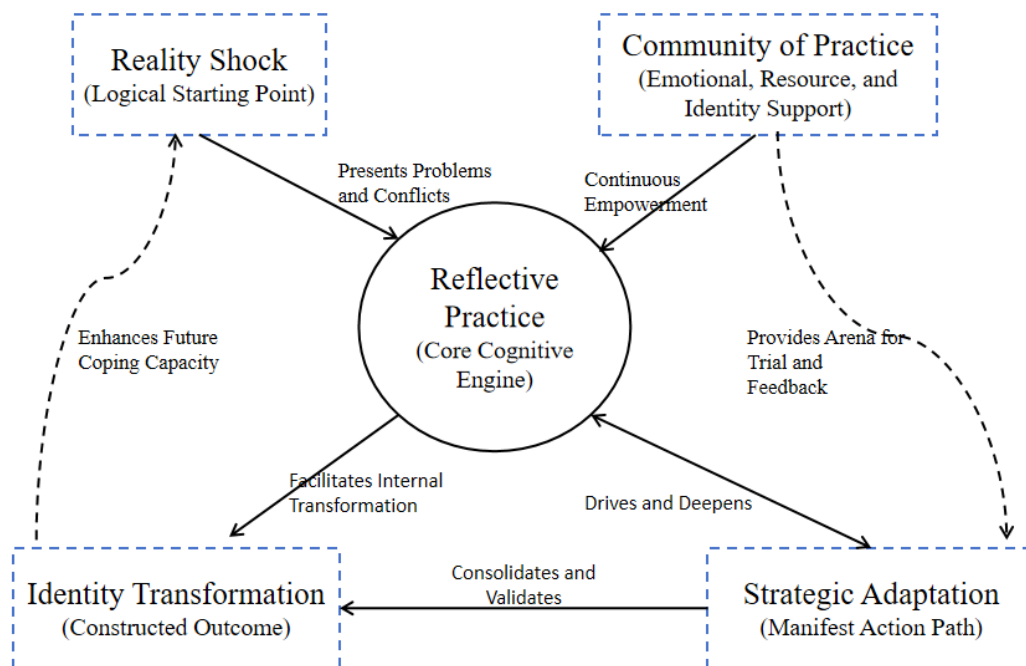 Reality Shock
(Logical Starting Point)
Community of Practice
(Emotional, Resource, and
Identity Support)
Presents Problems
and Conflicts
Continuous
Empowerment
Reflective
Practice
(Core Cognitive
Engine)
Enhances Future
Coping Capacity
Provides Arena for
Trial and
Feedback
Facilitates Internal
Transformation
Drives and Deepens
Identity Transformation
(Constructed Outcome)
Consolidates and
Validates
Strategic Adaptation
(Manifest Action Path)